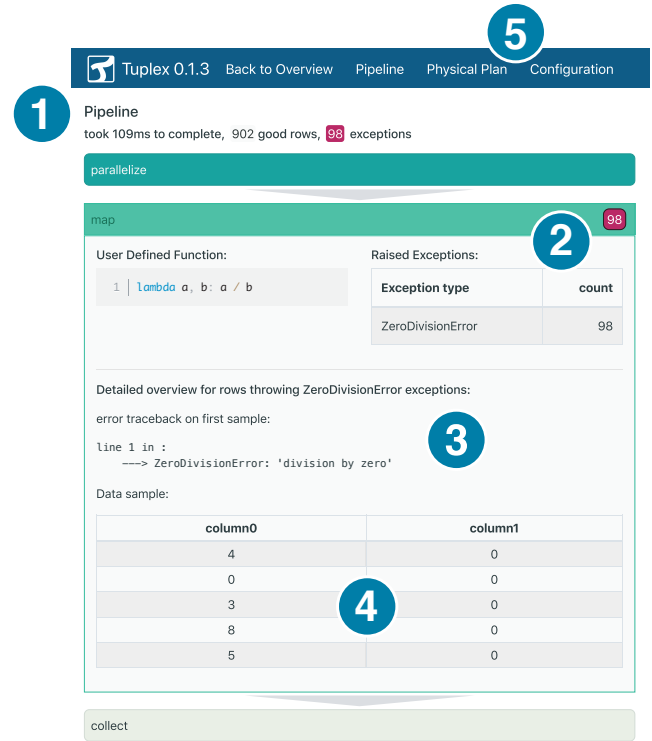 5
Tuplex 0.1.3 Back to Overview Pipeline Physical Plan Configuration
1
Pipeline
took 109ms to complete, 902 good rows, 98 exceptions
parallelize
map 98
2
User Defined Function: Raised Exceptions:
1 lambda a, b: a / b
Exception type count
ZeroDivisionError 98
Detailed overview for rows throwing ZeroDivisionError exceptions:
error traceback on first sample:
3
line 1 in :
---> ZeroDivisionError: 'division by zero'
Data sample:
column0 column1
4 0
0 0
3 0
4
8 0
5 0
collect